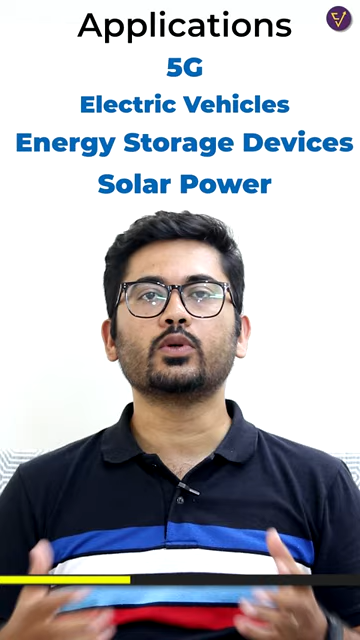 Applications
5G
Electric Vehicles
Energy Storage Devices
Solar Power